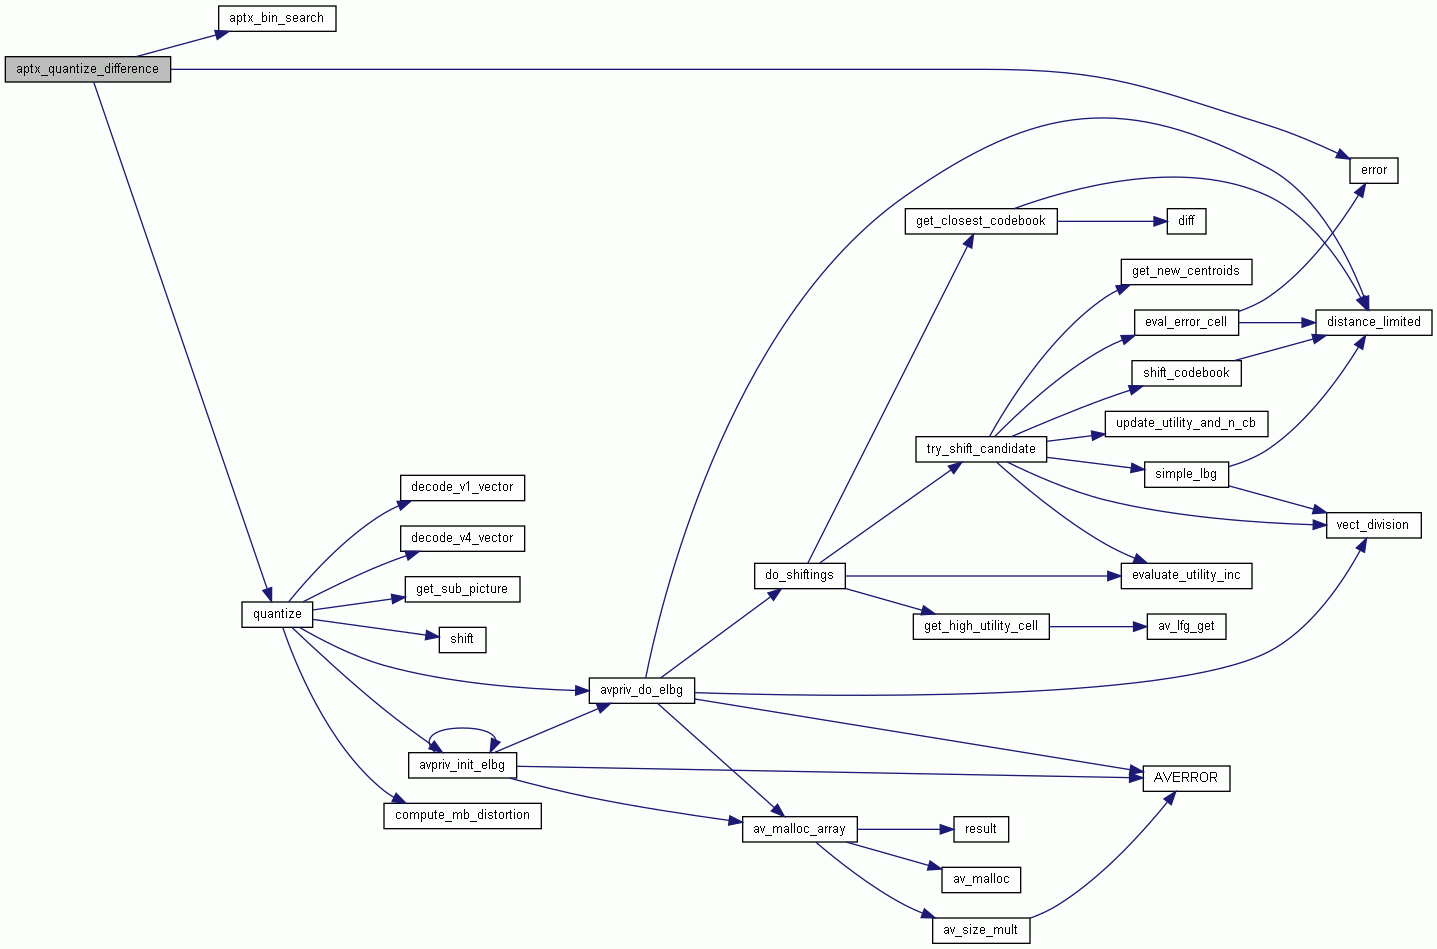 aptx_bin_search
aptx_quantize_difference
error
get_closest_codebook
diff
get_new_centroids
eval_error_cell
distance_limited
shift_codebook
update_utility_and_n_cb
try_shift_candidate
simple_lbg
decode_v1_vector
vect_division
decode_v4_vector
do_shiftings
evaluate_utility_inc
get_sub_picture
quantize
get_high_utility_cell
av_lfg_get
shift
avpriv_do_elbg
avpriv_init_elbg
AVERROR
compute_mb_distortion
av_malloc_array
result
av_malloc
av_size_mult